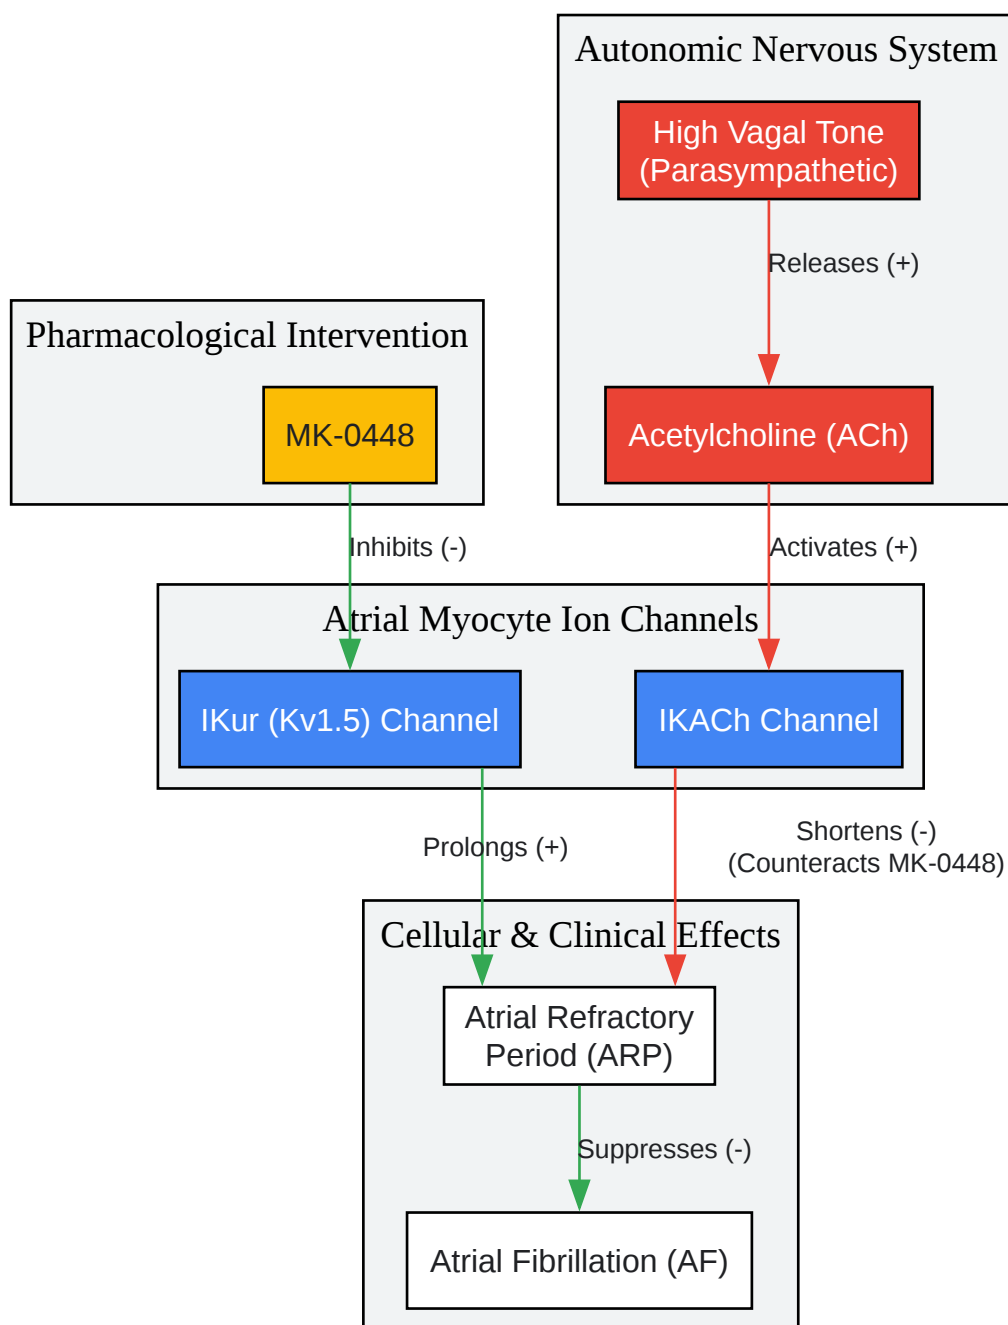 Autonomic Nervous System
High Vagal Tone
(Parasympathetic)
Releases (+)
Pharmacological Intervention
MK-0448
Acetylcholine (ACh)
Inhibits (-)
Activates (+)
Atrial Myocyte Ion Channels
IKur (Kv1.5) Channel
IKACh Channel
Prolongs (+)
Shortens (-)
(Counteracts MK-0448)
Cellular & Clinical Effects
Atrial Refractory
Period (ARP)
Suppresses (-)
Atrial Fibrillation (AF)